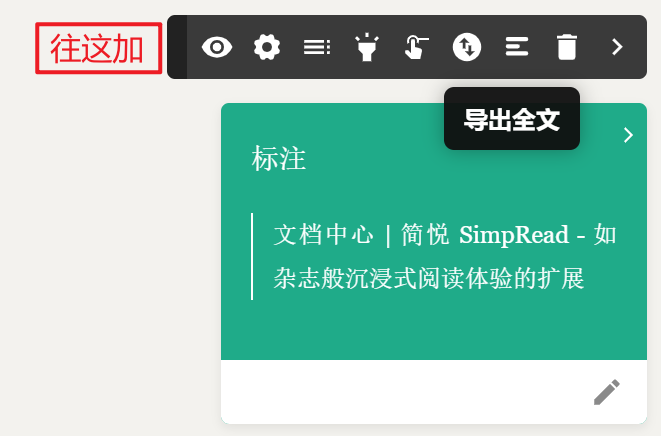 往这加
导出全文
标注
文档中心 | 简悦 SimpRead - 如
杂志般沉浸式阅读体验的扩展